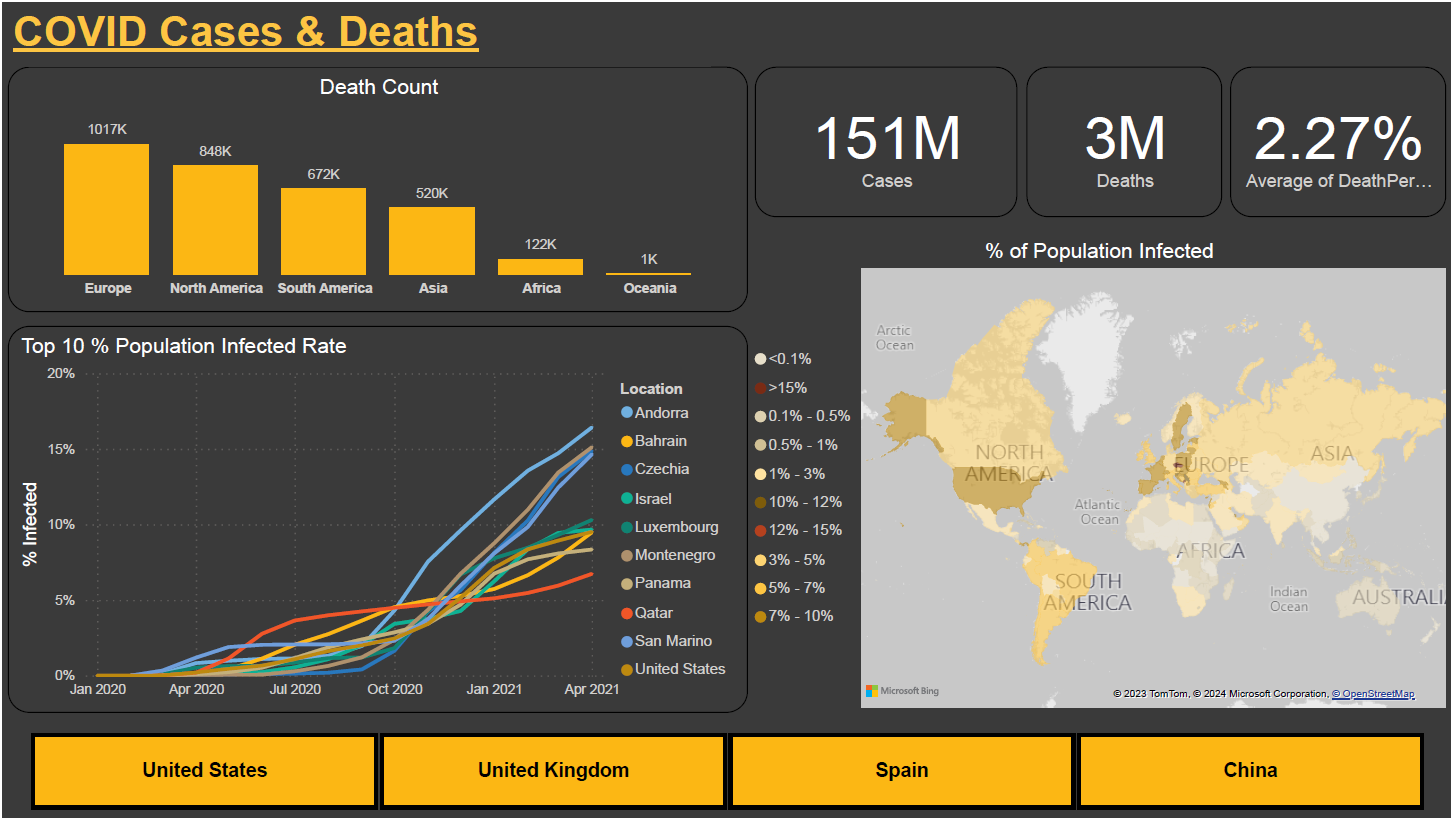 COVID Cases & Deaths
Death Count
1017K
848K
672K
520K
122K
1K
Europe
North America
South America
Asia
Africa
Oceania
151M
Cases
3M
Deaths
2.27%
Average of DeathPer…
Top 10 % Population Infected Rate
% Infected
20%
15%
10%
5%
0%
Jan 2020
Apr 2020
Jul 2020
Oct 2020
Jan 2021
Apr 2021
Location
Andorra
Bahrain
Czechia
Israel
Luxembourg
Montenegro
Panama
Qatar
San Marino
United States
% of Population Infected
<0.1%
>15%
0.1% - 0.5%
0.5% - 1%
1% - 3%
10% - 12%
12% - 15%
3% - 5%
5% - 7%
7% - 10%
Arctic
Ocean
NORTH
AMERICA
EUROPE
ASIA
Atlantic
Ocean
AFRICA
SOUTH
AMERICA
Indian
Ocean
AUSTRALI
Microsoft Bing
© 2023 TomTom, © 2024 Microsoft Corporation, © OpenStreetMap
United States
United Kingdom
Spain
China